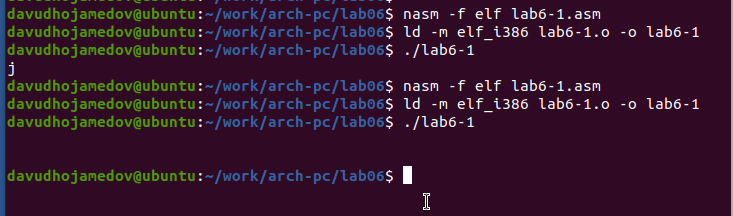 davudhojamedov@ubuntu:~/work/arch-pc/lab06$ nasm -f elf lab6-1.asm
davudhojamedov@ubuntu:~/work/arch-pc/lab06$ ld -m elf_i386 lab6-1.o -o lab6-1
davudhojamedov@ubuntu:~/work/arch-pc/lab06$ ./lab6-1
j
davudhojamedov@ubuntu:~/work/arch-pc/lab06$ nasm -f elf lab6-1.asm
davudhojamedov@ubuntu:~/work/arch-pc/lab06$ ld -m elf_i386 lab6-1.o -o lab6-1
davudhojamedov@ubuntu:~/work/arch-pc/lab06$ ./lab6-1
davudhojamedov@ubuntu:~/work/arch-pc/lab06$